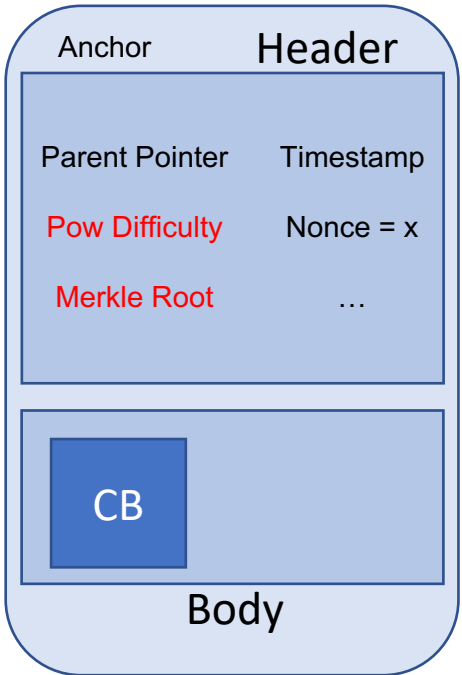 Anchor Header
Parent Pointer Timestamp
Pow Difficulty Nonce = x
Merkle Root …
CB
Body